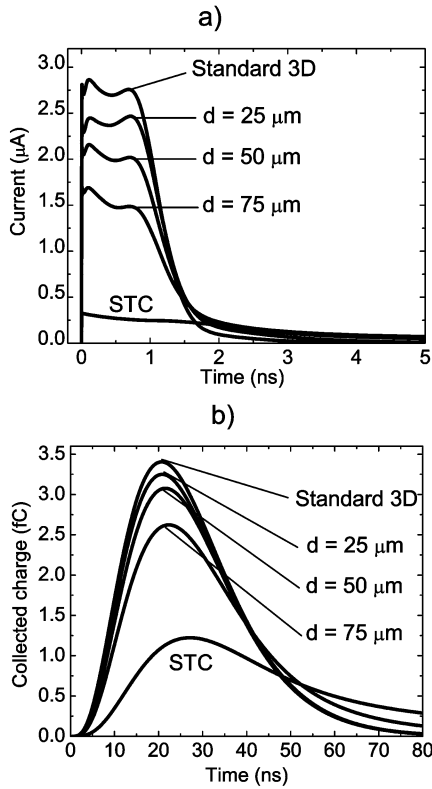 a)
3.0
2.5
2.0
1.5
1.0
0.5
0.0
Current (μA)
Standard 3D
d = 25 μm
d = 50 μm
d = 75 μm
STC
0 1 2 3 4 5
Time (ns)
b)
3.5
3.0
2.5
2.0
1.5
1.0
0.5
0.0
Collected charge (fC)
Standard 3D
d = 25 μm
d = 50 μm
d = 75 μm
STC
0 10 20 30 40 50 60 70 80
Time (ns)